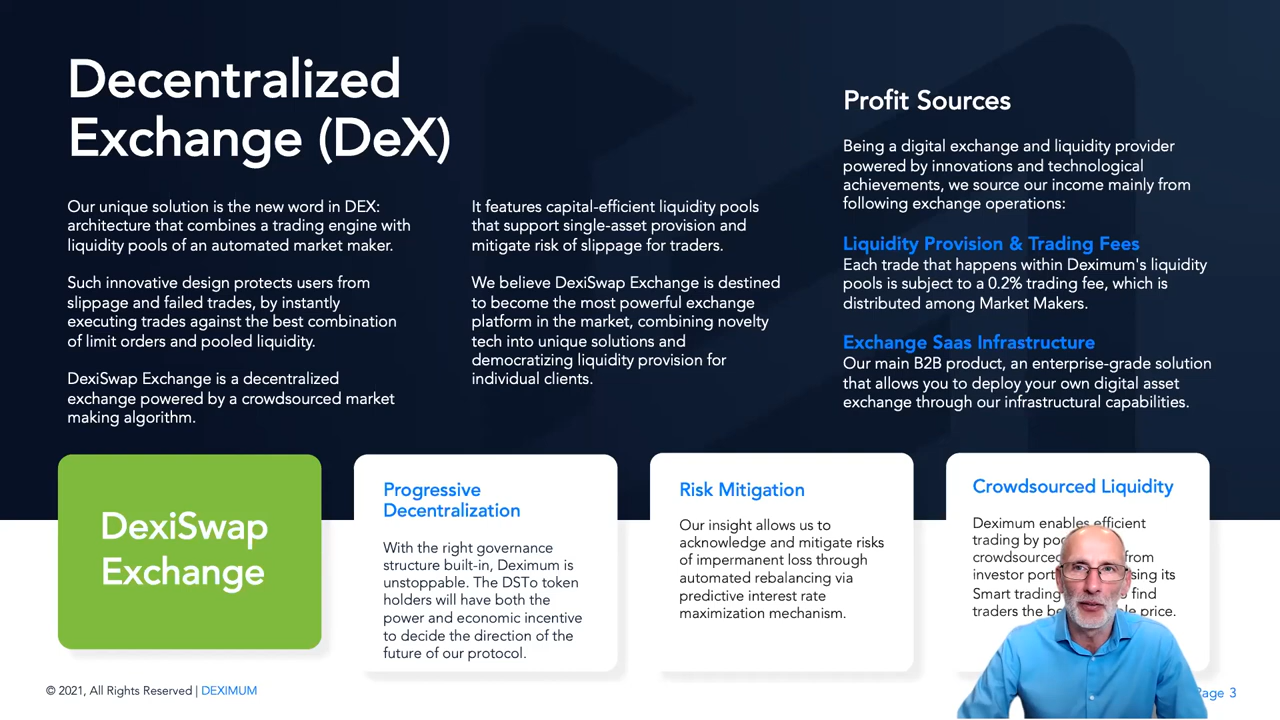 Decentralized
Exchange (DeX)
Our unique solution is the new word in DEX:
architecture that combines a trading engine with
liquidity pools of an automated market maker.
Such innovative design protects users from
slippage and failed trades, by instantly
executing trades against the best combination
of limit orders and pooled liquidity.
DexiSwap Exchange is a decentralized
exchange powered by a crowdsourced market
making algorithm.
It features capital-efficient liquidity pools
that support single-asset provision and
mitigate risk of slippage for traders.
We believe DexiSwap Exchange is destined
to become the most powerful exchange
platform in the market, combining novelty
tech into unique solutions and
democratizing liquidity provision for
individual clients.
Profit Sources
Being a digital exchange and liquidity provider
powered by innovations and technological
achievements, we source our income mainly from
following exchange operations:
Liquidity Provision & Trading Fees
Each trade that happens within Deximum's liquidity
pools is subject to a 0.2% trading fee, which is
distributed among Market Makers.
Exchange Saas Infrastructure
Our main B2B product, an enterprise-grade solution
that allows you to deploy your own digital asset
exchange through our infrastructural capabilities.
DexiSwap
Exchange
Progressive
Decentralization
With the right governance
structure built-in, Deximum is
unstoppable. The DSTo token
holders will have both the
power and economic incentive
to decide the direction of the
future of our protocol.
Risk Mitigation
Our insight allows us to
acknowledge and mitigate risks
of impermanent loss through
automated rebalancing via
predictive interest rate
maximization mechanism.
Crowdsourced Liquidity
Deximum enables efficient
trading by
crowdsourced from
investor its
Smart trading find
traders the price.
© 2021, All Rights Reserved | DEXIMUM
Page 3